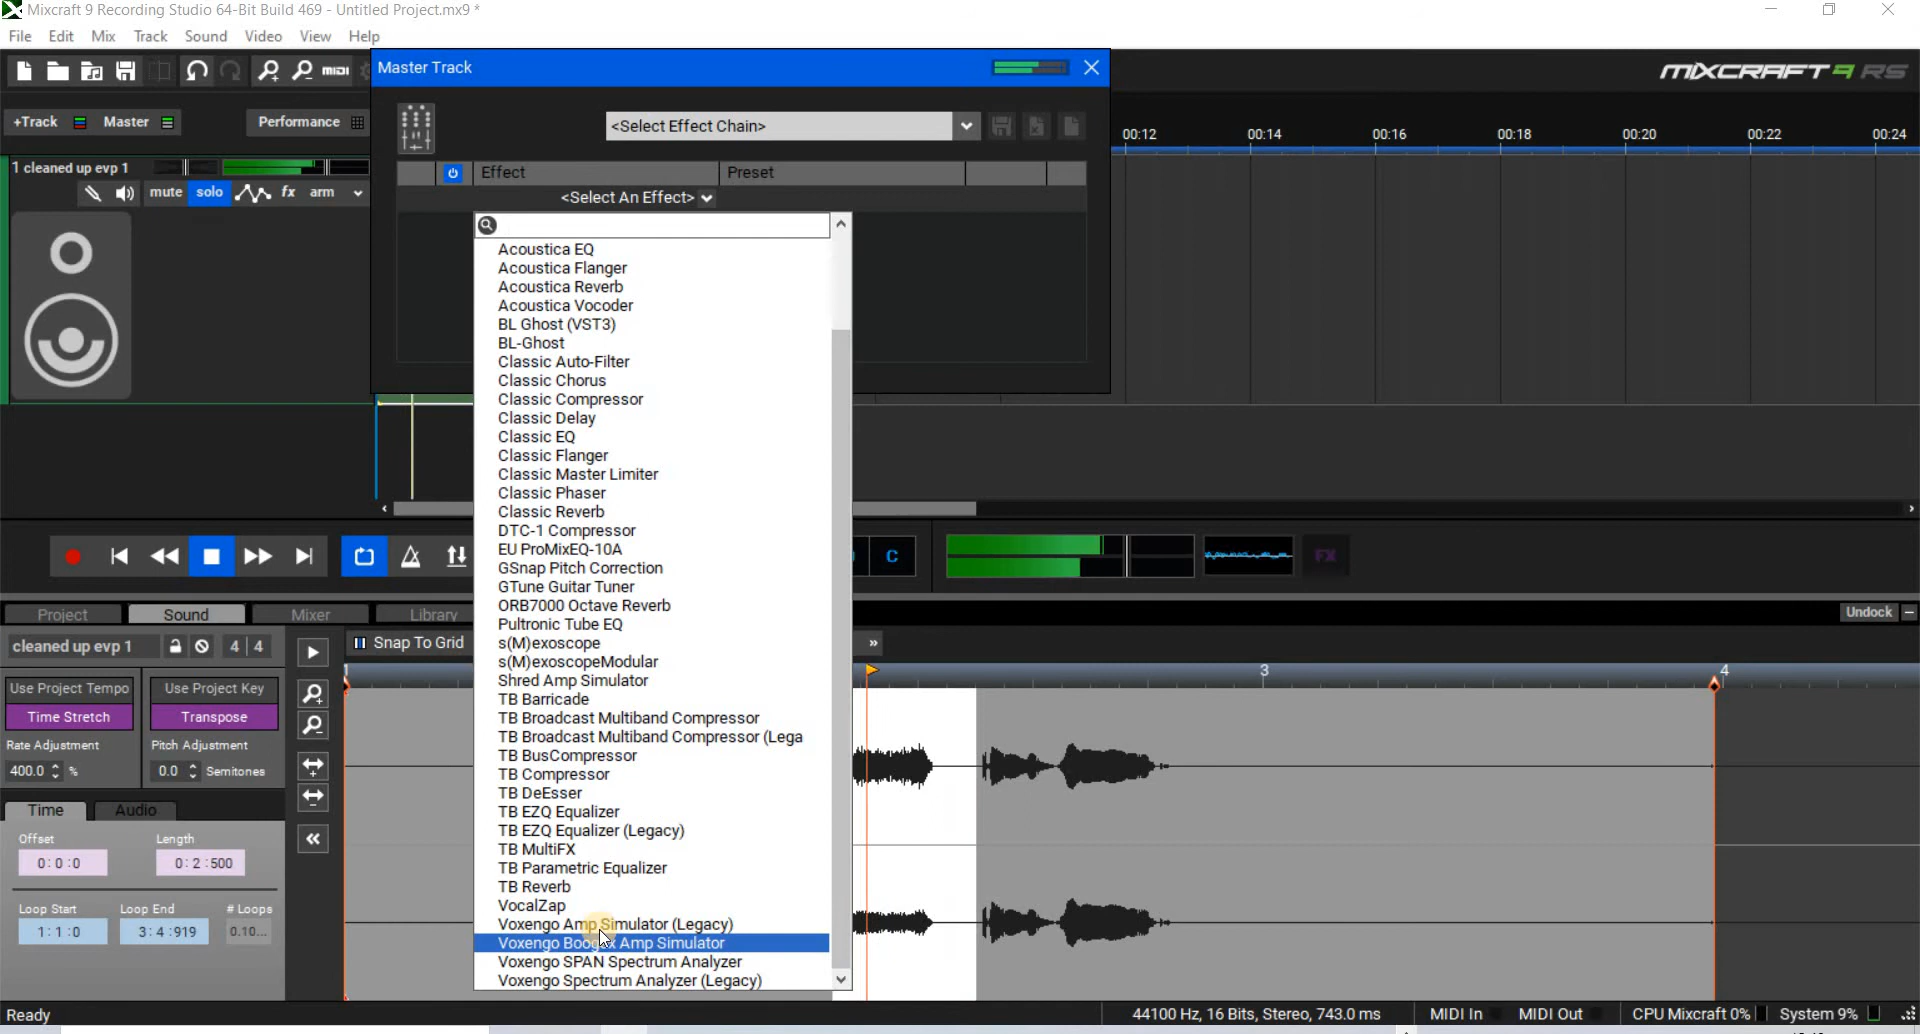 Mixcraft 9 Recording Studio 64-Bit Build 469 - Untitled Project.mx9 *
File Edit Mix Track Sound Video View Help
MIDI
Master Track
MIXCRAFT 9 RS
+Track Master Performance
<Select Effect Chain>
00:12 00:14 00:16 00:18 00:20 00:22 00:24
1 cleaned up evp 1
Effect Preset
mute solo fx arm
<Select An Effect>
Acoustica EQ
Acoustica Flanger
Acoustica Reverb
Acoustica Vocoder
BL Ghost (VST3)
BL-Ghost
Classic Auto-Filter
Classic Chorus
Classic Compressor
Classic Delay
Classic EQ
Classic Flanger
Classic Master Limiter
Classic Phaser
Classic Reverb
DTC-1 Compressor
EU ProMixEQ-10A
GSnap Pitch Correction
GTune Guitar Tuner
ORB7000 Octave Reverb
Pultronic Tube EQ
s(M)exoscope
s(M)exoscopeModular
Shred Amp Simulator
TB Barricade
TB Broadcast Multiband Compressor
TB Broadcast Multiband Compressor (Lega
TB BusCompressor
TB Compressor
TB DeEsser
TB EZQ Equalizer
TB EZQ Equalizer (Legacy)
TB MultiFX
TB Parametric Equalizer
TB Reverb
VocalZap
Voxengo Amp Simulator (Legacy)
Voxengo Boogex Amp Simulator
Voxengo SPAN Spectrum Analyzer
Voxengo Spectrum Analyzer (Legacy)
C FX
Project Sound Mixer Library Undock
cleaned up evp 1 4 4 Snap To Grid »
1 3 4
Use Project Tempo Use Project Key
Time Stretch Transpose
Rate Adjustment Pitch Adjustment
400.0 % 0.0 Semitones
Time Audio
Offset Length
0: 0 :0 0: 2 :500
Loop Start Loop End # Loops
1: 1 :0 3: 4 :919 0.10...
Ready 44100 Hz, 16 Bits, Stereo, 743.0 ms MIDI In MIDI Out CPU Mixcraft 0% System 9%